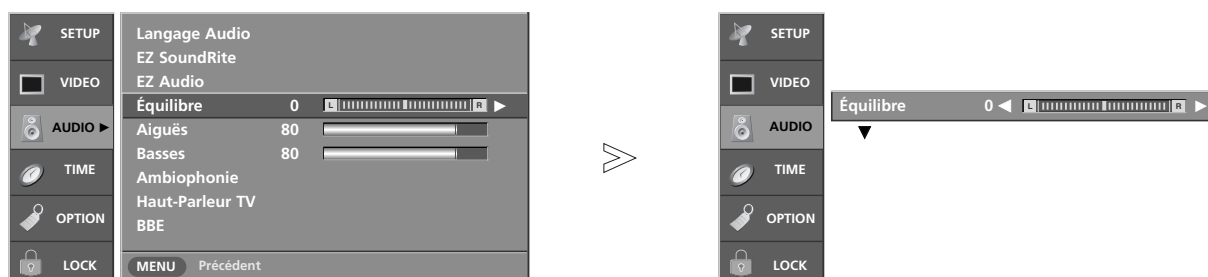 SETUP
VIDEO
AUDIO ►
TIME
OPTION
LOCK
Langage Audio
EZ SoundRite
EZ Audio
Équilibre 0 L R ►
Aiguës 80
Basses 80
Ambiophonie
Haut-Parleur TV
BBE
MENU Précédent
SETUP
VIDEO
AUDIO
TIME
OPTION
LOCK
Équilibre 0 ◄ L R ►
▼